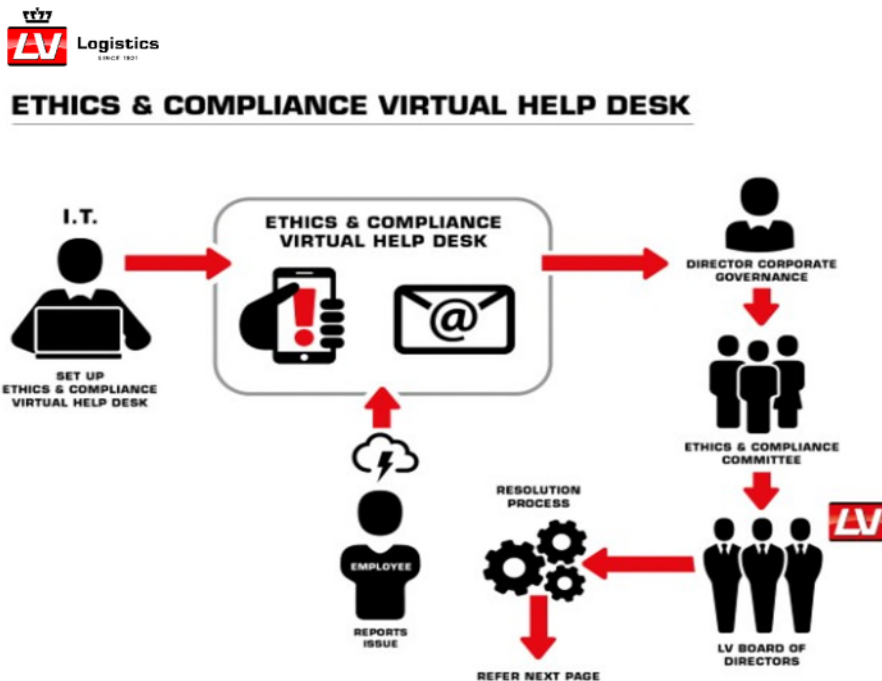 LV Logistics
SINCE 1921
ETHICS & COMPLIANCE VIRTUAL HELP DESK
I.T.
SET UP
ETHICS & COMPLIANCE
VIRTUAL HELP DESK
ETHICS & COMPLIANCE
VIRTUAL HELP DESK
@
DIRECTOR CORPORATE
GOVERNANCE
ETHICS & COMPLIANCE
COMMITTEE
EMPLOYEE
REPORTS
ISSUE
RESOLUTION
PROCESS
REFER NEXT PAGE
LV
LV BOARD OF
DIRECTORS